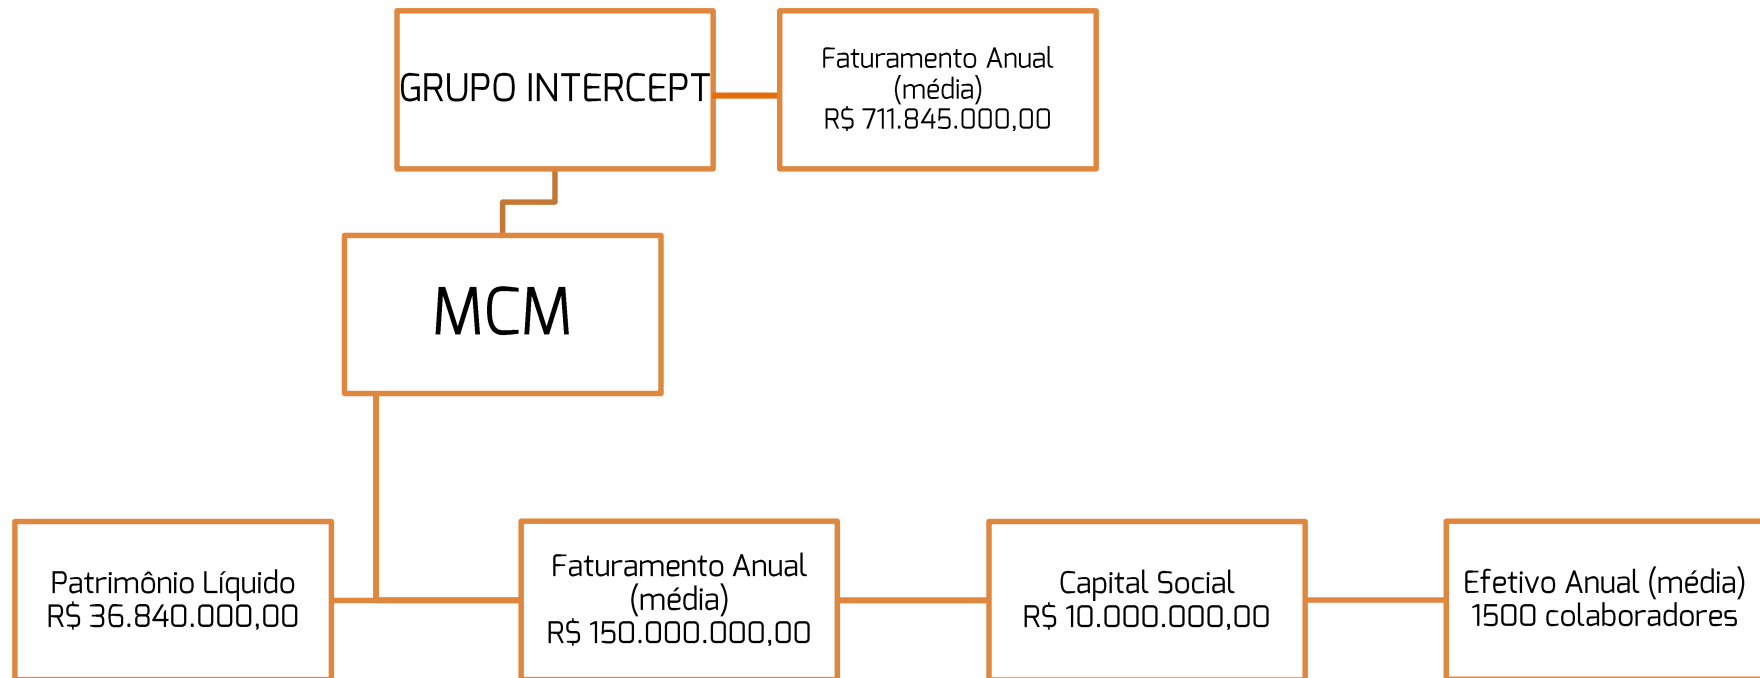 GRUPO INTERCEPT
Faturamento Anual
(média)
R$ 711.845.000,00
MCM
Patrimônio Líquido
R$ 36.840.000,00
Faturamento Anual
(média)
R$ 150.000.000,00
Capital Social
R$ 10.000.000,00
Efetivo Anual (média)
1500 colaboradores